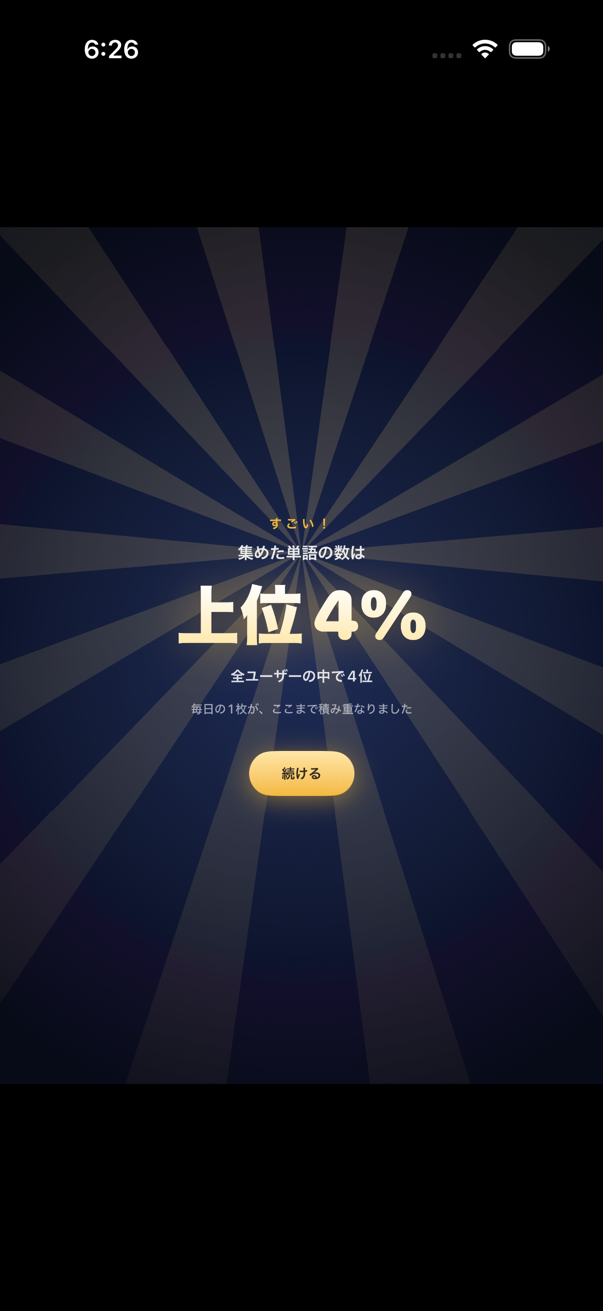 6:26
すごい！
集めた単語の数は
上位 4%
全ユーザーの中で4位
毎日の1枚が、ここまで積み重なりました
続ける